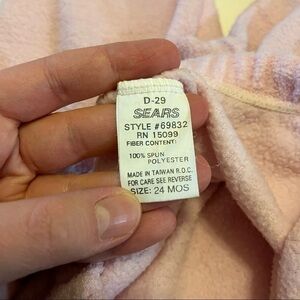 D-29
SEARS
STYLE #69832
RN 15099
FIBER CONTENT:
100% SPUN
POLYESTER
MADE IN TAIWAN R.O.C.
FOR CARE SEE REVERSE
SIZE: 24 MOS